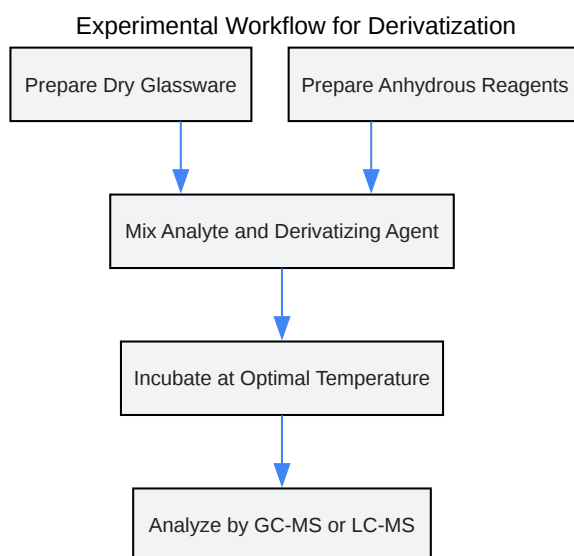 Experimental Workflow for Derivatization
Prepare Dry Glassware
Prepare Anhydrous Reagents
Mix Analyte and Derivatizing Agent
Incubate at Optimal Temperature
Analyze by GC-MS or LC-MS